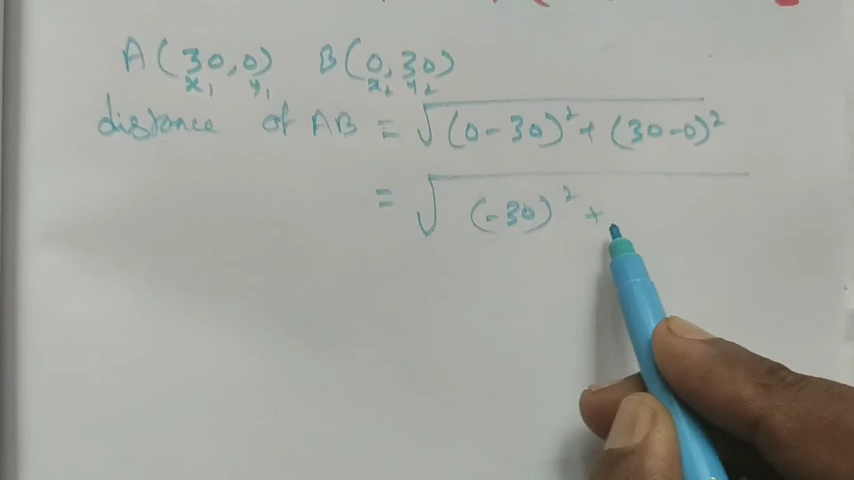 A(30,0) B(0,30)
x₁ y₁ x₂ y₂
distance of AB = √(0-30)² + (30-0)²
= √(-30)² +